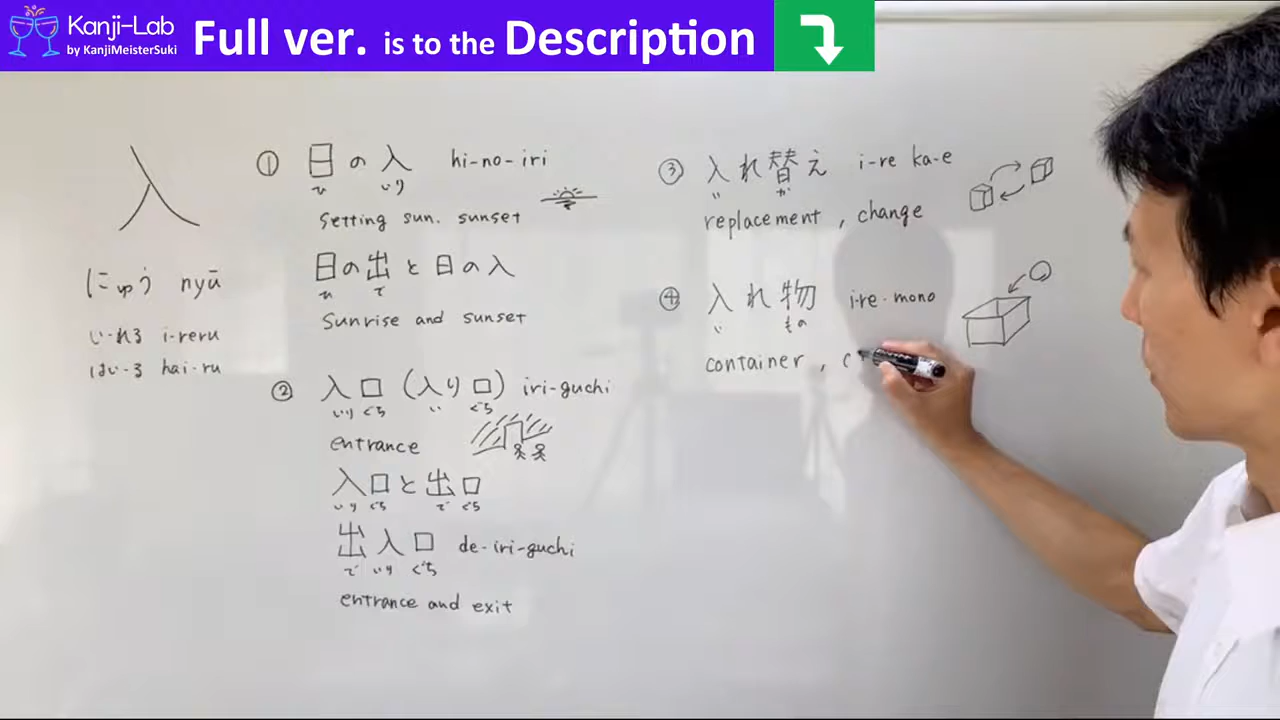 Kanji-Lab
by KanjiMeisterSuki
Full ver. is to the Description
入
にゅう nyū
い-れる i-reru
はい-る hai-ru
① 日の入 hi-no-iri
ひ いり
Setting sun. sunset
日の出と日の入
ひ で
Sunrise and sunset
② 入口(入り口) iri-guchi
いり ぐち い ぐち
entrance
入口と出口
いり ぐち で ぐち
出入口 de-iri-guchi
で いり ぐち
entrance and exit
③ 入れ替え i-re ka-e
い か
replacement, change
④ 入れ物 i-re-mono
い もの
container, c